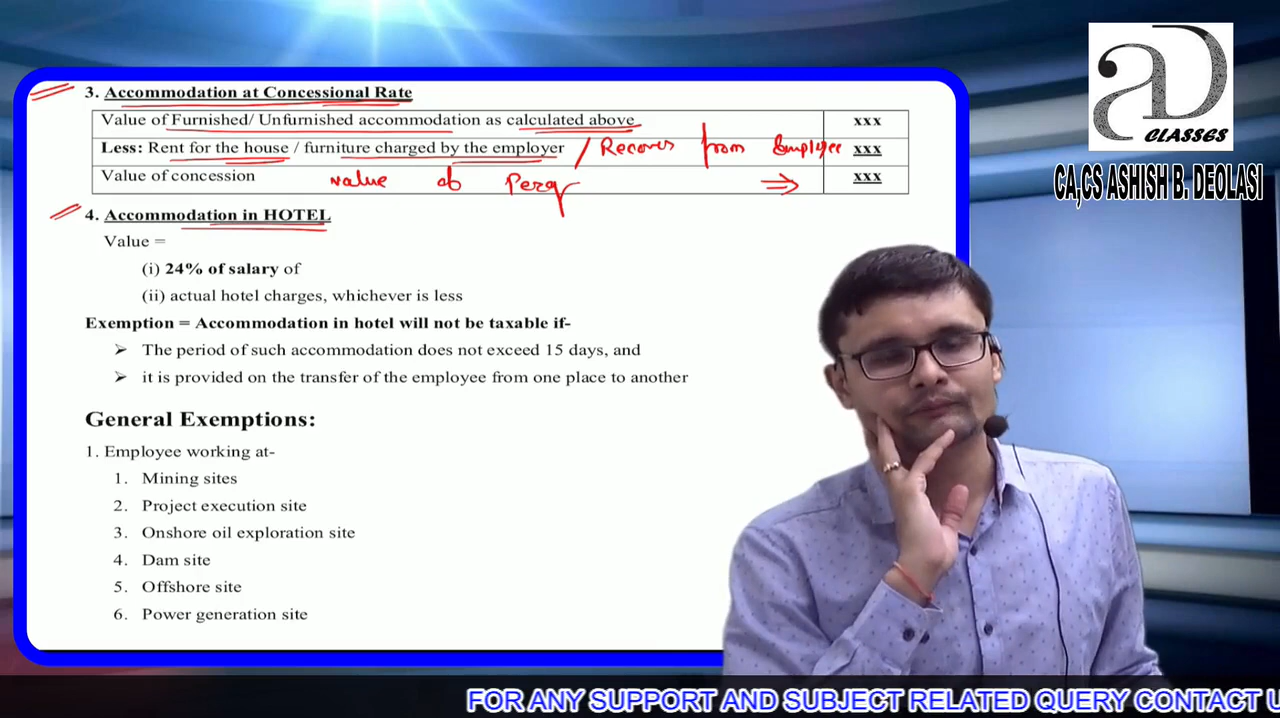 3. Accommodation at Concessional Rate
Value of Furnished/ Unfurnished accommodation as calculated above xxx
Less: Rent for the house / furniture charged by the employer / Recover from Employee xxx
Value of concession value of Perq ⇒ xxx
4. Accommodation in HOTEL
Value =
(i) 24% of salary of
(ii) actual hotel charges, whichever is less
Exemption = Accommodation in hotel will not be taxable if-
➢ The period of such accommodation does not exceed 15 days, and
➢ it is provided on the transfer of the employee from one place to another
General Exemptions:
1. Employee working at-
1. Mining sites
2. Project execution site
3. Onshore oil exploration site
4. Dam site
5. Offshore site
6. Power generation site
aD
CLASSES
CA,CS ASHISH B. DEOLASI
FOR ANY SUPPORT AND SUBJECT RELATED QUERY CONTACT U